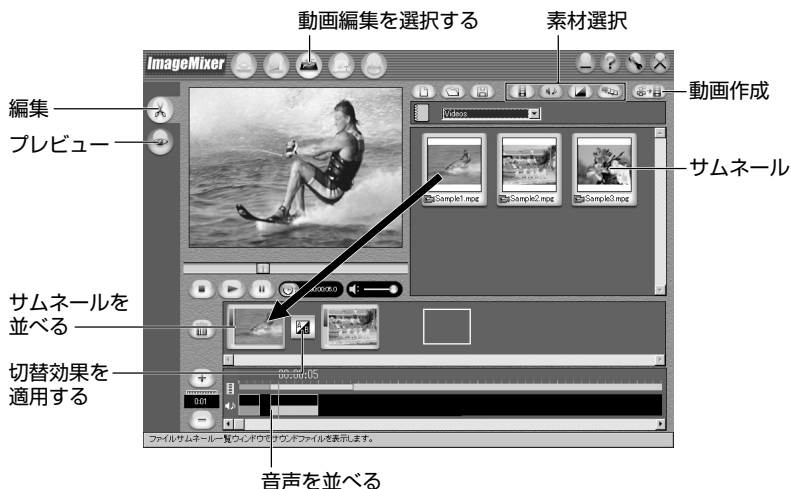 動画編集を選択する
素材選択
ImageMixer
動画作成
編集
Videos
プレビュー
サムネール
Sample1.mpg
Sample2.mpg
Sample3.mpg
00:00:05.0
サムネールを
並べる
切替効果を
適用する
00:00:05
0:01
ファイルサムネール一覧ウィンドウでサウンドファイルを表示します。
音声を並べる